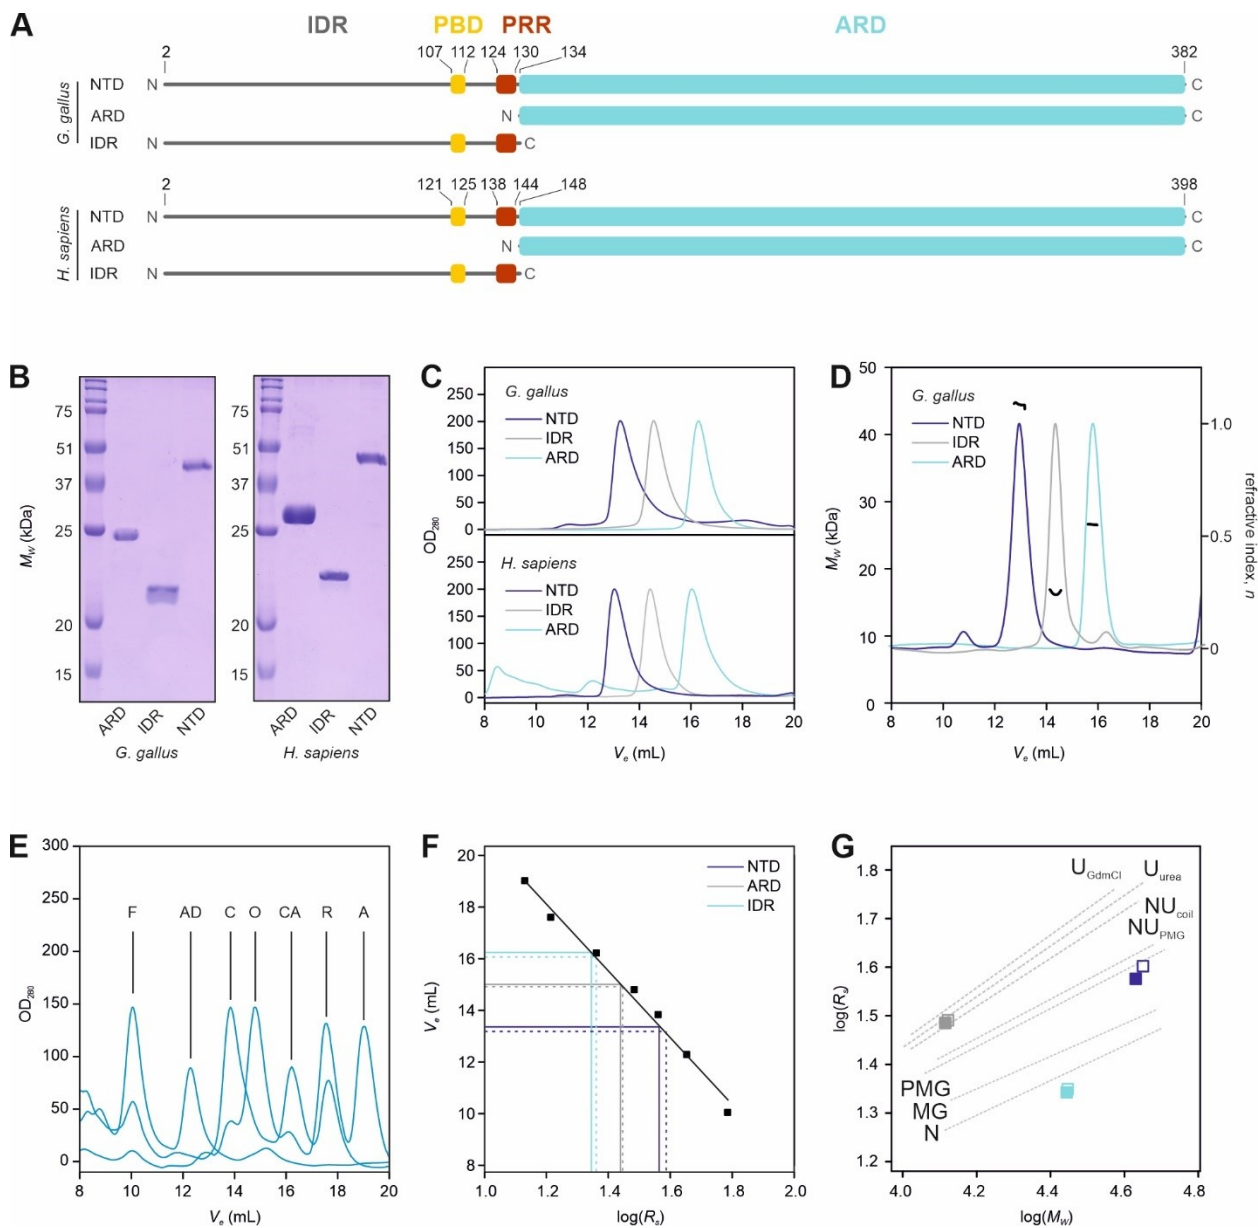 A
IDR PBD PRR ARD
2 107 112 124 130 134 382
G. gallus
NTD N C
ARD N C
IDR N C
2 121 125 138 144 148 398
H. sapiens
NTD N C
ARD N C
IDR N C
B
Mw (kDa)
75
51
37
25
20
15
ARD IDR NTD
G. gallus
75
51
37
25
20
15
ARD IDR NTD
H. sapiens
C
OD280
G. gallus
NTD
IDR
ARD
250
200
150
100
50
0
H. sapiens
NTD
IDR
ARD
250
200
150
100
50
0
8 10 12 14 16 18 20
Ve (mL)
D
Mw (kDa)
50
40
30
20
10
0
G. gallus
NTD
IDR
ARD
1.0
0.5
0
refractive index, n
8 10 12 14 16 18 20
Ve (mL)
E
OD280
300
250
200
150
100
50
0
F AD C O CA R A
8 10 12 14 16 18 20
Ve (mL)
F
Ve (mL)
20
18
16
14
12
10
8
NTD
ARD
IDR
1.0 1.2 1.4 1.6 1.8 2.0
log(Rs)
G
log(Rs)
1.8
1.7
1.6
1.5
1.4
1.3
1.2
UGdmCl
Uurea
NUcoil
NUPMG
PMG
MG
N
4.0 4.2 4.4 4.6 4.8
log(Mw)